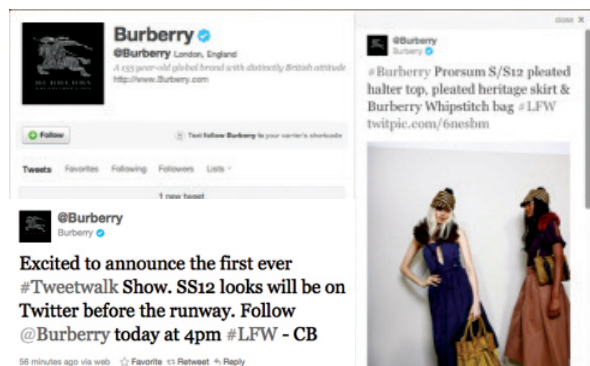 Burberry
@Burberry London, England
A 155 year-old global brand with distinctly British attitude
http://www.Burberry.com
BURBERRY
Follow
Text follow Burberry to your carrier's shortcode
Tweets Favorites Following Followers Lists
1 new tweet
@Burberry
Burberry
Excited to announce the first ever
#Tweetwalk Show. SS12 looks will be on
Twitter before the runway. Follow
@Burberry today at 4pm #LFW - CB
56 minutes ago via web Favorite Retweet Reply
close x
@Burberry
Burberry
#Burberry Prorsum S/S12 pleated
halter top, pleated heritage skirt &
Burberry Whipstitch bag #LFW
twitpic.com/6nesbm